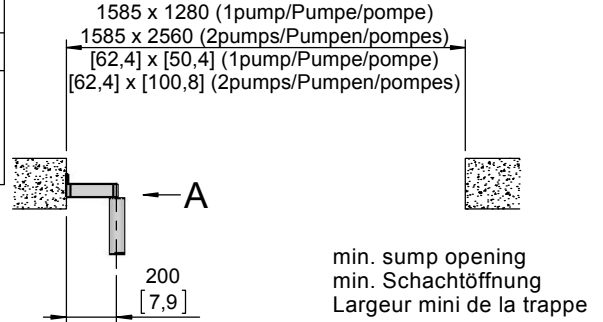 1585 x 1280 (1pump/Pumpe/pompe)
1585 x 2560 (2pumps/Pumpen/pompes)
[62,4] x [50,4] (1pump/Pumpe/pompe)
[62,4] x [100,8] (2pumps/Pumpen/pompes)
A
200
[7,9]
min. sump opening
min. Schachtöffnung
Largeur mini de la trappe